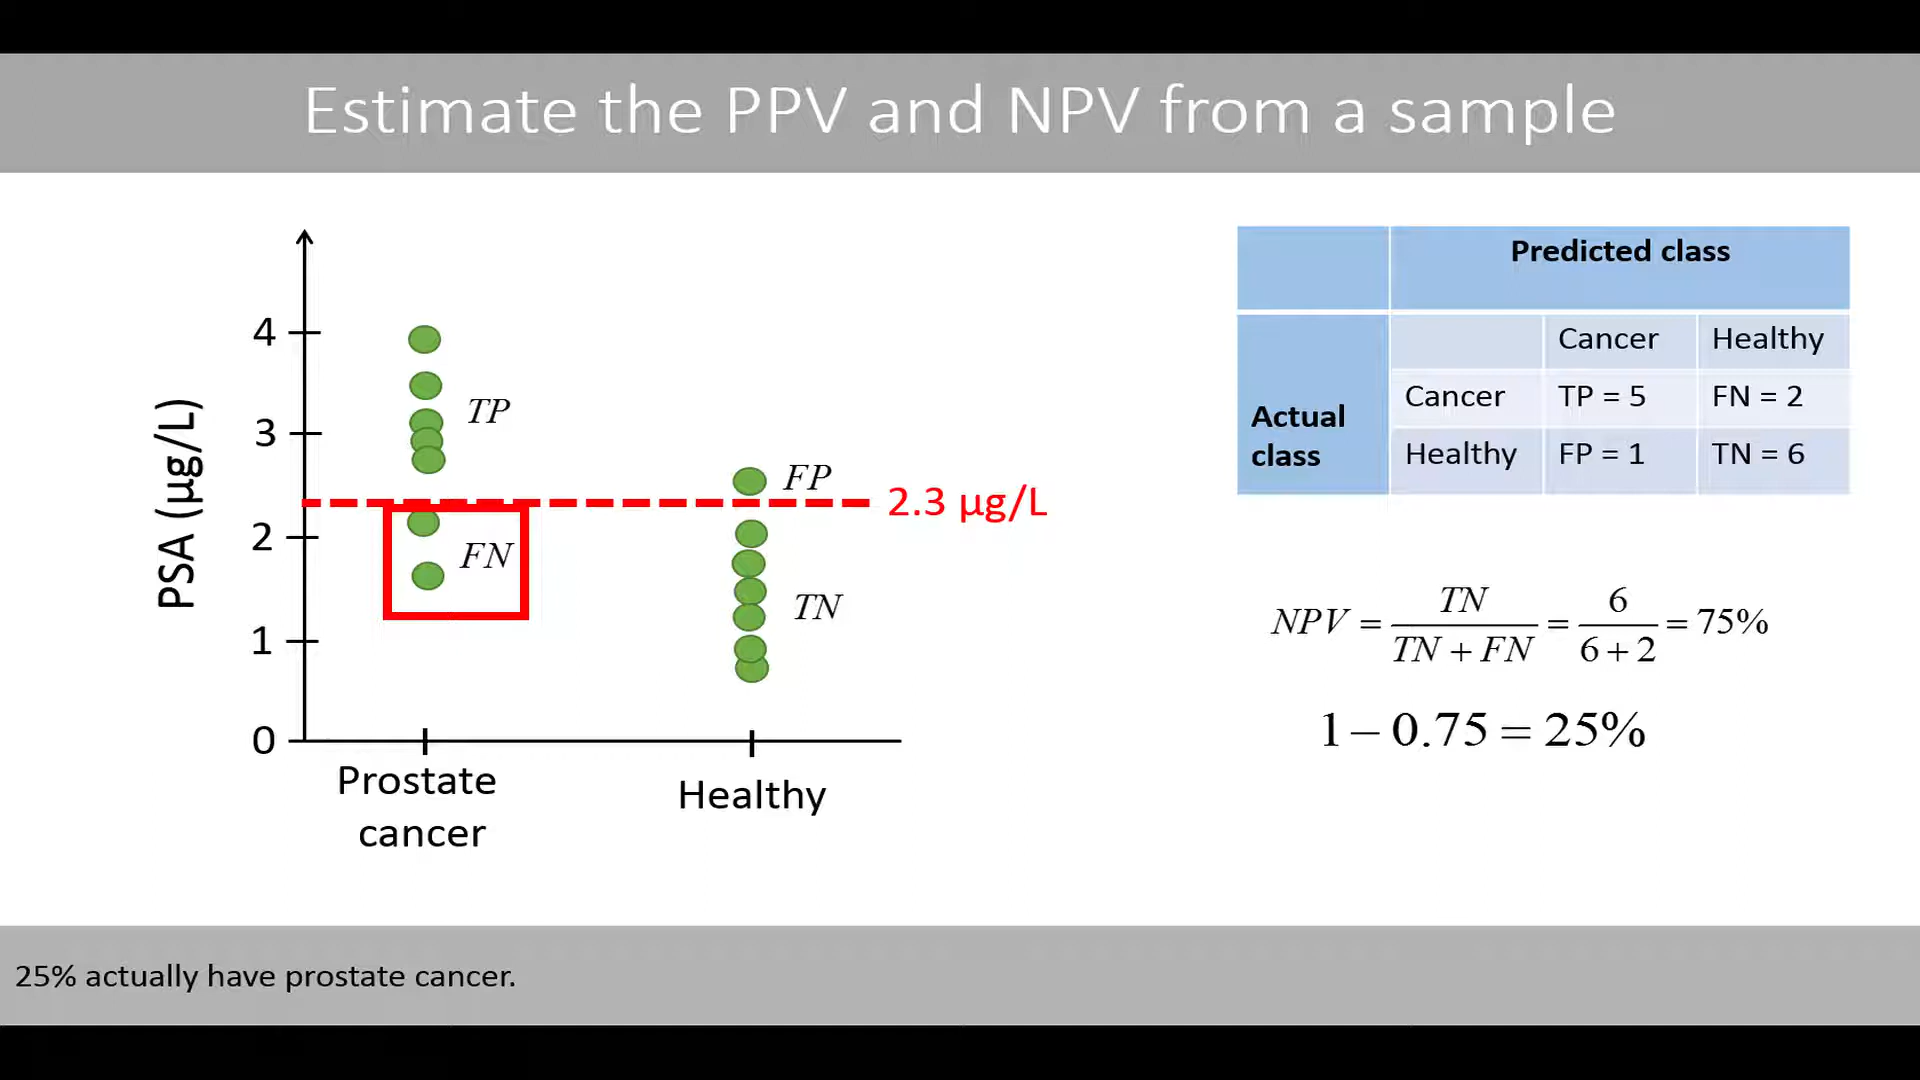 Estimate the PPV and NPV from a sample
PSA (µg/L)
4
3
2
1
0
TP
FN
FP
TN
2.3 µg/L
Prostate
cancer
Healthy
Predicted class
Actual
class
Cancer Healthy
Cancer TP = 5 FN = 2
Healthy FP = 1 TN = 6
NPV = TN / TN + FN = 6 / 6 + 2 = 75%
1 − 0.75 = 25%
25% actually have prostate cancer.